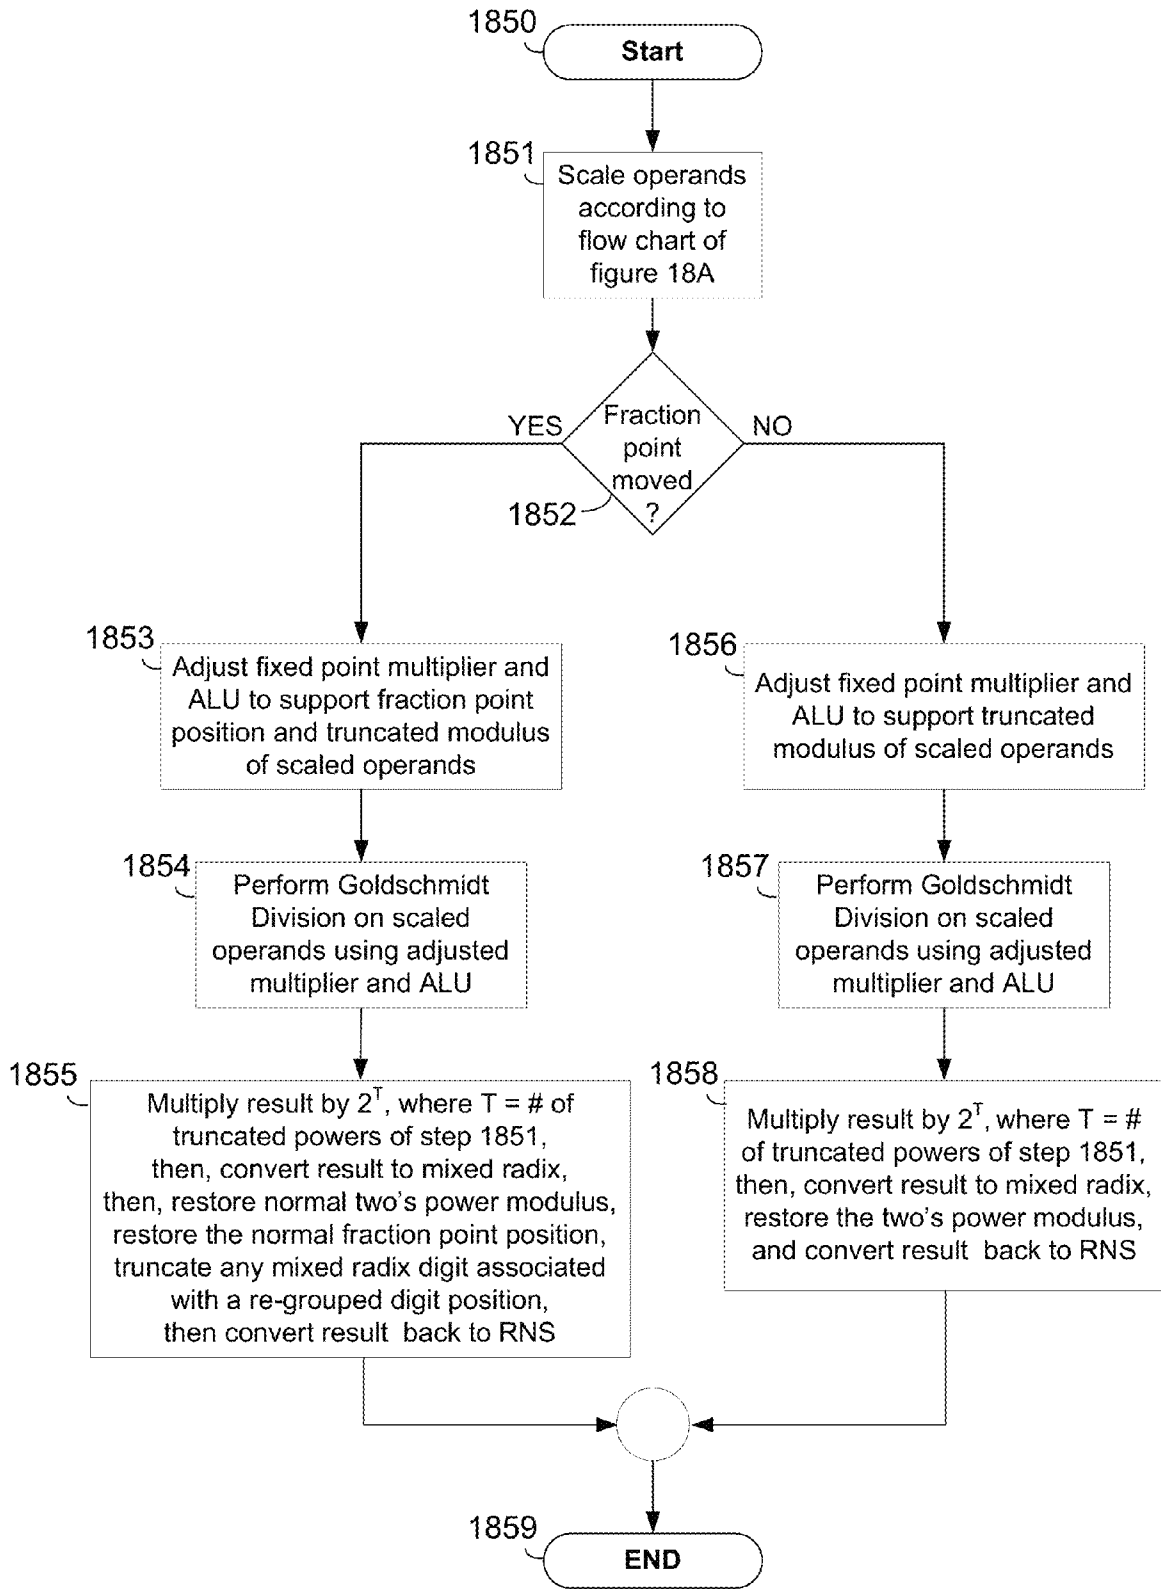 1850
Start
1851
Scale operands
according to
flow chart of
figure 18A
YES
Fraction
point
moved
?
NO
1852
1853
Adjust fixed point multiplier and
ALU to support fraction point
position and truncated modulus
of scaled operands
1856
Adjust fixed point multiplier and
ALU to support truncated
modulus of scaled operands
1854
Perform Goldschmidt
Division on scaled
operands using adjusted
multiplier and ALU
1857
Perform Goldschmidt
Division on scaled
operands using adjusted
multiplier and ALU
1855
Multiply result by 2^T, where T = # of
truncated powers of step 1851,
then, convert result to mixed radix,
then, restore normal two's power modulus,
restore the normal fraction point position,
truncate any mixed radix digit associated
with a re-grouped digit position,
then convert result back to RNS
1858
Multiply result by 2^T, where T = #
of truncated powers of step 1851,
then, convert result to mixed radix,
restore the two's power modulus,
and convert result back to RNS
1859
END